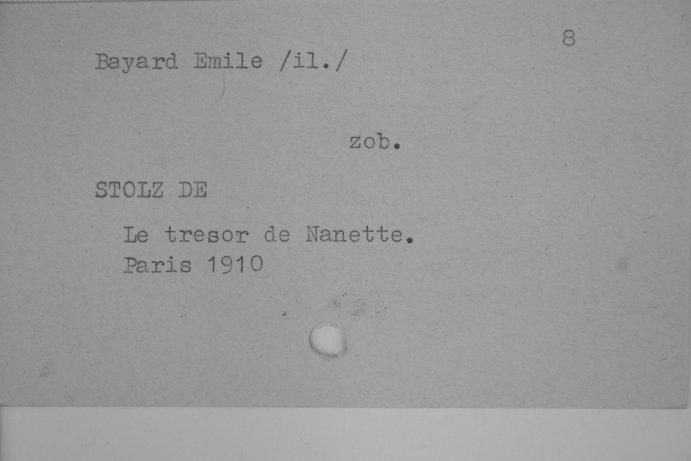 8
Bayard Emile /il./
zob.
STOLZ DE
Le tresor de Nanette.
Paris 1910